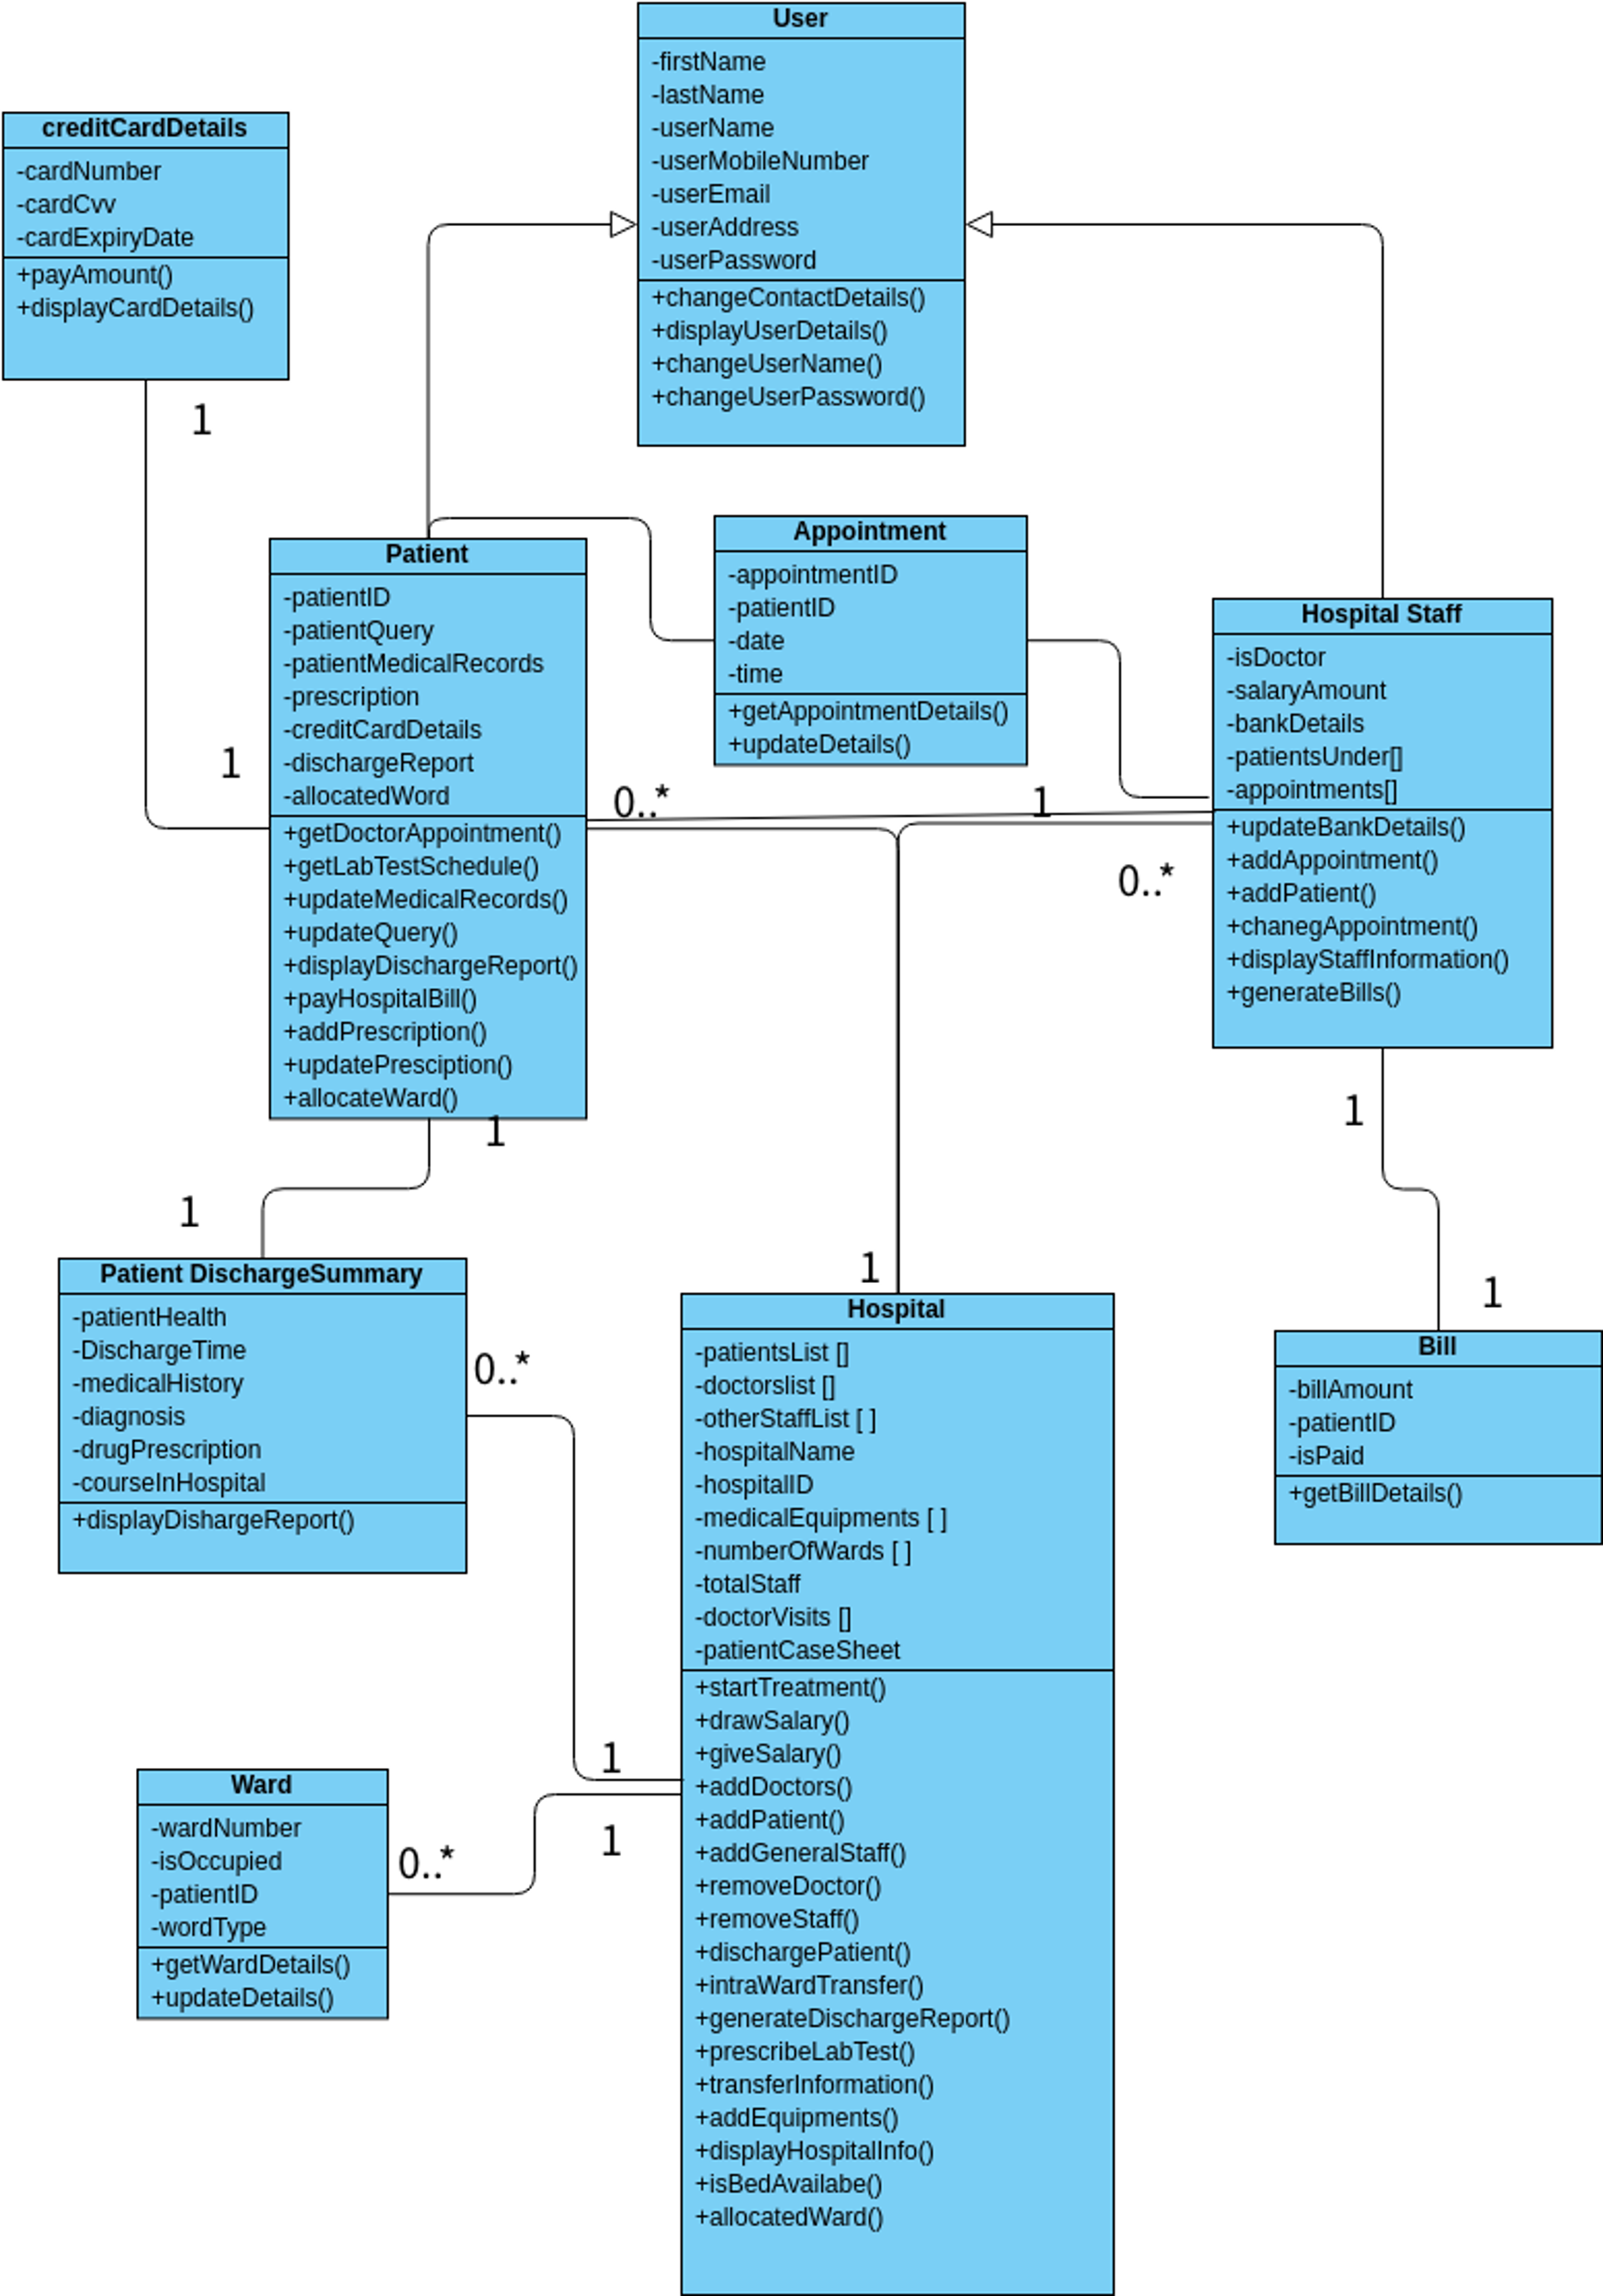 User
-firstName
-lastName
-userName
-userMobileNumber
-userEmail
-userAddress
-userPassword
+changeContactDetails()
+displayUserDetails()
+changeUserName()
+changeUserPassword()
creditCardDetails
-cardNumber
-cardCvv
-cardExpiryDate
+payAmount()
+displayCardDetails()
1
1
Patient
-patientID
-patientQuery
-patientMedicalRecords
-prescription
-creditCardDetails
-dischargeReport
-allocatedWord
+getDoctorAppointment()
+getLabTestSchedule()
+updateMedicalRecords()
+updateQuery()
+displayDischargeReport()
+payHospitalBill()
+addPrescription()
+updatePresciption()
+allocateWard()
Appointment
-appointmentID
-patientID
-date
-time
+getAppointmentDetails()
+updateDetails()
0..*
1
0..*
Hospital Staff
-isDoctor
-salaryAmount
-bankDetails
-patientsUnder[]
-appointments[]
+updateBankDetails()
+addAppointment()
+addPatient()
+chanegAppointment()
+displayStaffInformation()
+generateBills()
1
1
1
1
1
Patient DischargeSummary
-patientHealth
-DischargeTime
-medicalHistory
-diagnosis
-drugPrescription
-courseInHospital
+displayDishargeReport()
0..*
Hospital
-patientsList []
-doctorslist []
-otherStaffList [ ]
-hospitalName
-hospitalID
-medicalEquipments [ ]
-numberOfWards [ ]
-totalStaff
-doctorVisits []
-patientCaseSheet
+startTreatment()
+drawSalary()
+giveSalary()
+addDoctors()
+addPatient()
+addGeneralStaff()
+removeDoctor()
+removeStaff()
+dischargePatient()
+intraWardTransfer()
+generateDischargeReport()
+prescribeLabTest()
+transferInformation()
+addEquipments()
+displayHospitalInfo()
+isBedAvailabe()
+allocatedWard()
Bill
-billAmount
-patientID
-isPaid
+getBillDetails()
1
1
0..*
Ward
-wardNumber
-isOccupied
-patientID
-wordType
+getWardDetails()
+updateDetails()